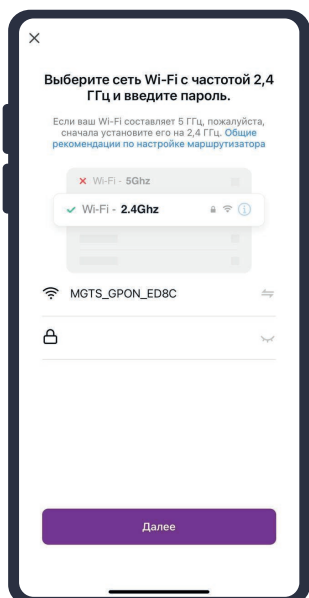 Выберите сеть Wi-Fi с частотой 2,4
ГГц и введите пароль.
Если ваш Wi-Fi составляет 5 ГГц, пожалуйста,
сначала установите его на 2,4 ГГц. Общие
рекомендации по настройке маршрутизатора
Wi-Fi - 5Ghz
Wi-Fi - 2.4Ghz
MGTS_GPON_ED8C
Далее